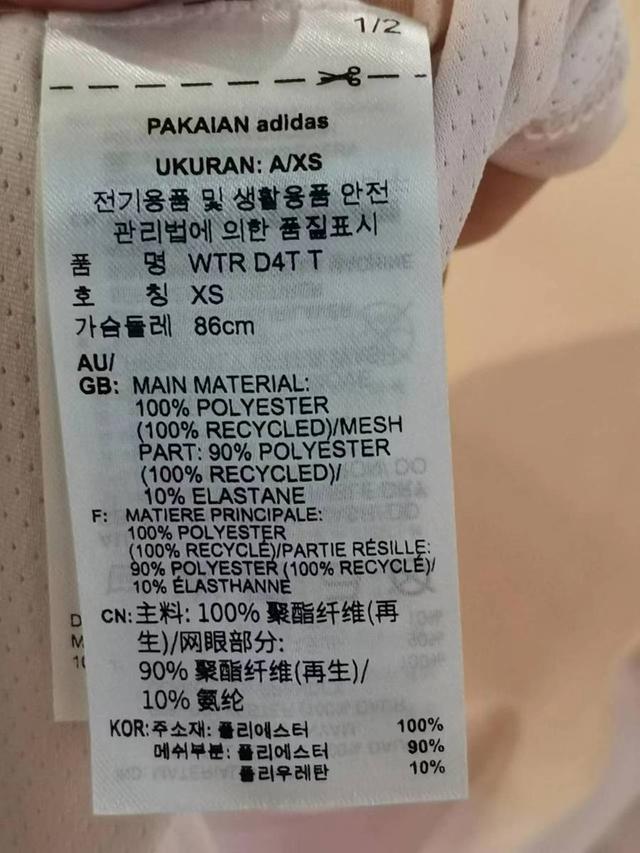 1/2
PAKAIAN adidas
UKURAN: A/XS
전기용품 및 생활용품 안전
관리법에 의한 품질표시
품 명 WTR D4T T
호 칭 XS
가슴둘레 86cm
AU/
GB: MAIN MATERIAL:
100% POLYESTER
(100% RECYCLED)/MESH
PART: 90% POLYESTER
(100% RECYCLED)/
10% ELASTANE
F: MATIERE PRINCIPALE:
100% POLYESTER
(100% RECYCLÉ)/PARTIE RÉSILLE:
90% POLYESTER (100% RECYCLÉ)/
10% ÉLASTHANNE
CN: 主料: 100% 聚酯纤维(再
生)/网眼部分:
90% 聚酯纤维(再生)/
10% 氨纶
KOR: 주소재: 폴리에스터 100%
메쉬부분: 폴리에스터 90%
폴리우레탄 10%